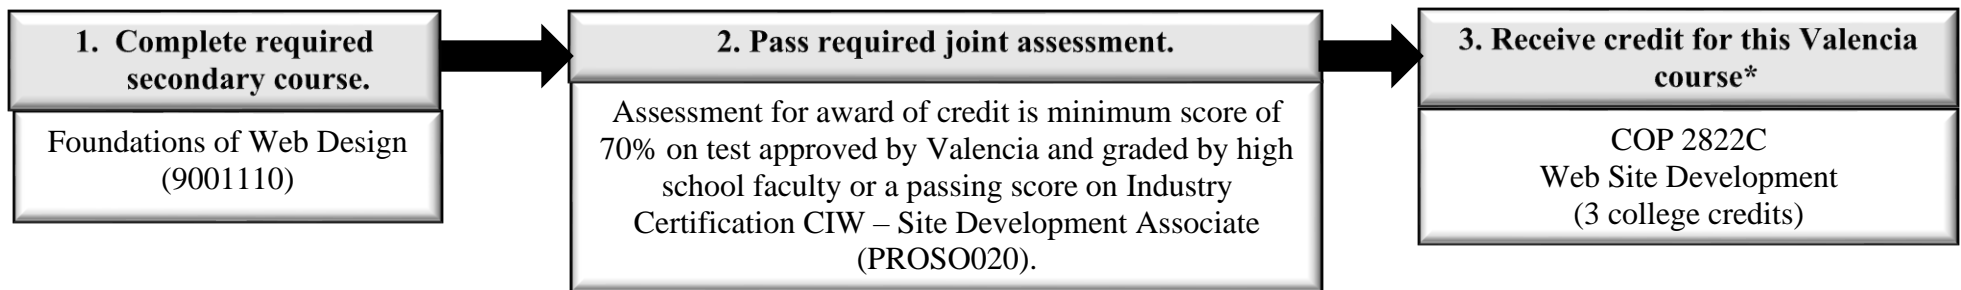 1. Complete required
secondary course.
Foundations of Web Design
(9001110)
2. Pass required joint assessment.
Assessment for award of credit is minimum score of
70% on test approved by Valencia and graded by high
school faculty or a passing score on Industry
Certification CIW – Site Development Associate
(PROSO020).
3. Receive credit for this Valencia
course*
COP 2822C
Web Site Development
(3 college credits)